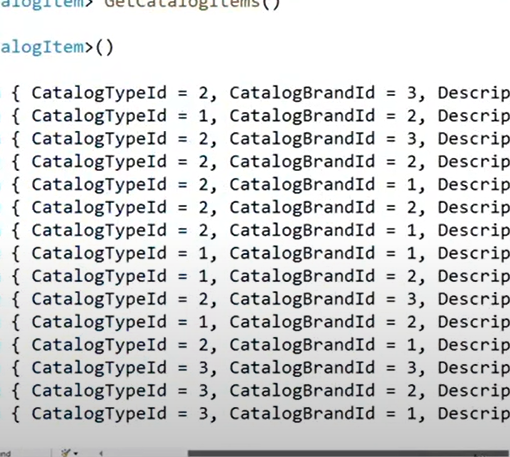 alogItem> GetCatalogItems()
alogItem>()
{ CatalogTypeId = 2, CatalogBrandId = 3, Descrip
{ CatalogTypeId = 1, CatalogBrandId = 2, Descrip
{ CatalogTypeId = 2, CatalogBrandId = 3, Descrip
{ CatalogTypeId = 2, CatalogBrandId = 2, Descrip
{ CatalogTypeId = 2, CatalogBrandId = 1, Descrip
{ CatalogTypeId = 2, CatalogBrandId = 2, Descrip
{ CatalogTypeId = 2, CatalogBrandId = 1, Descrip
{ CatalogTypeId = 1, CatalogBrandId = 1, Descrip
{ CatalogTypeId = 1, CatalogBrandId = 2, Descrip
{ CatalogTypeId = 2, CatalogBrandId = 3, Descrip
{ CatalogTypeId = 1, CatalogBrandId = 2, Descrip
{ CatalogTypeId = 2, CatalogBrandId = 1, Descrip
{ CatalogTypeId = 3, CatalogBrandId = 3, Descrip
{ CatalogTypeId = 3, CatalogBrandId = 2, Descrip
{ CatalogTypeId = 3, CatalogBrandId = 1, Descrip